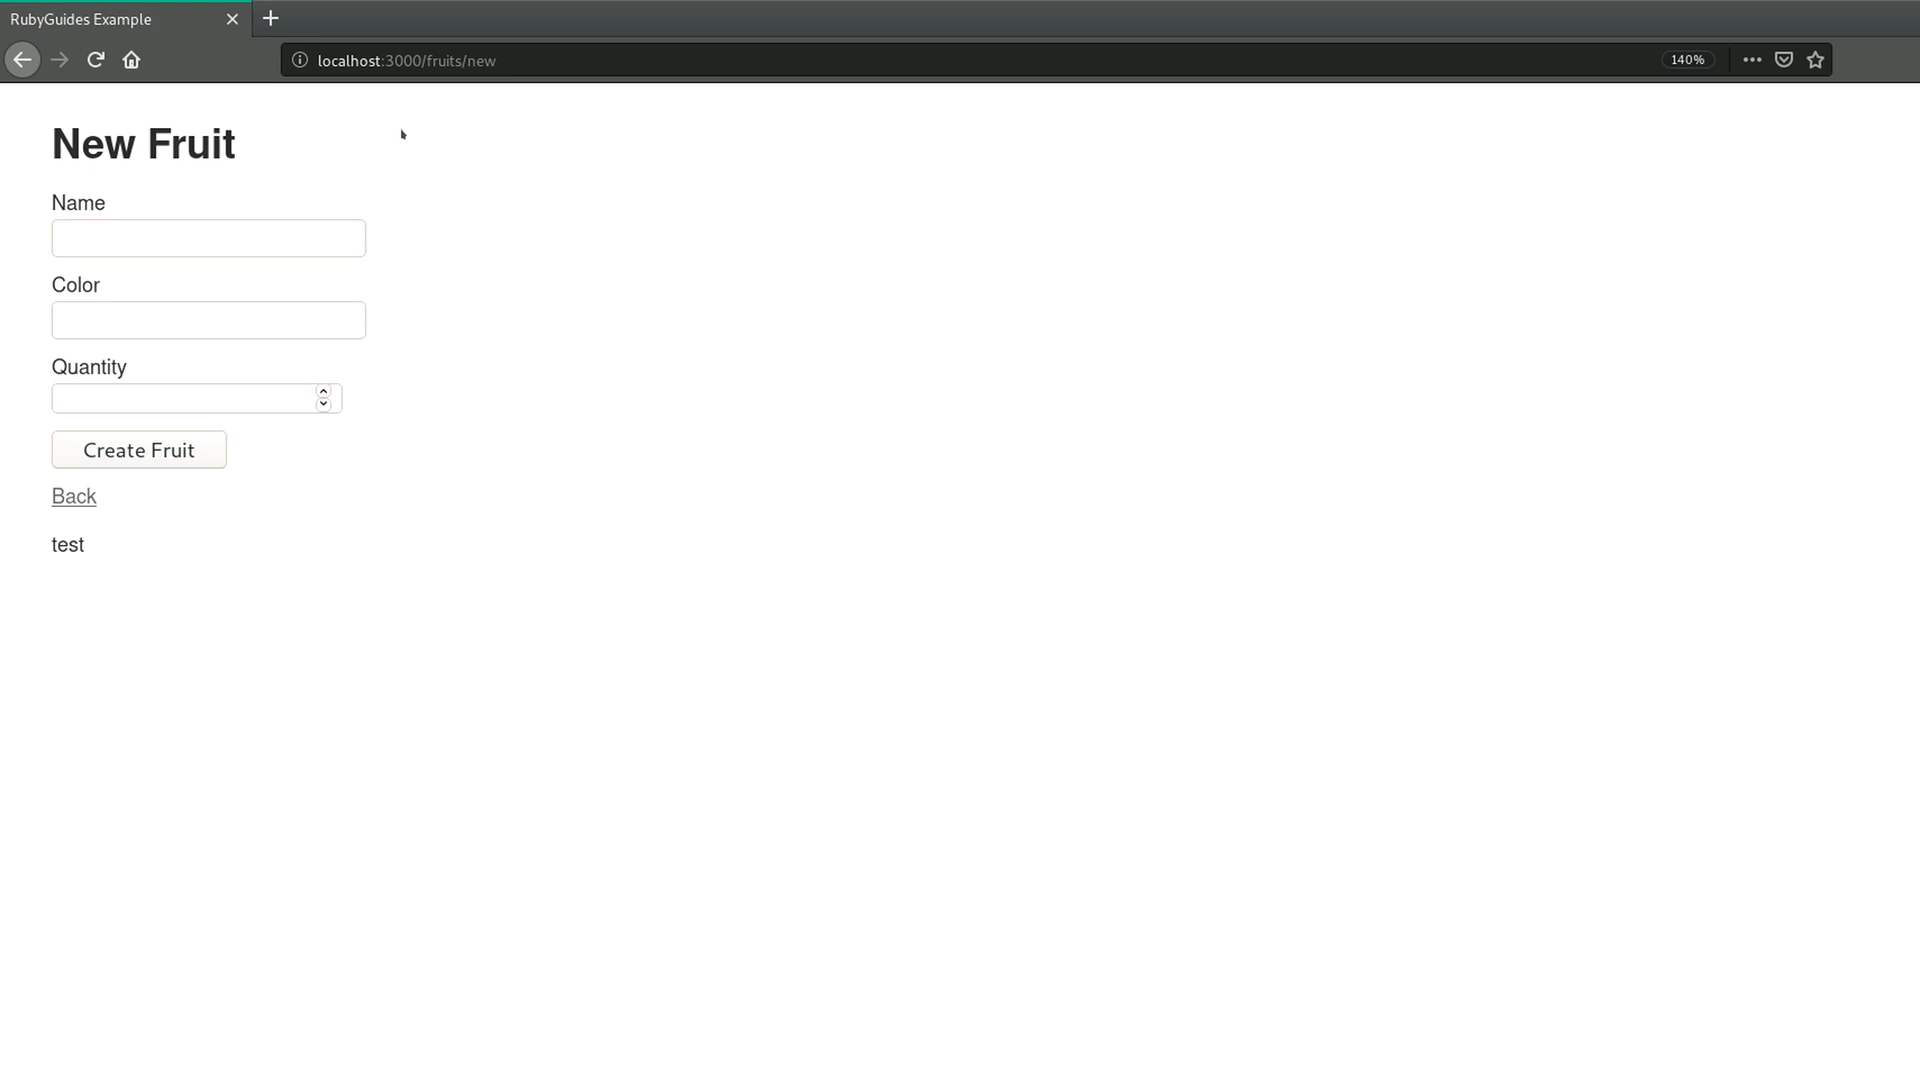 RubyGuides Example
localhost:3000/fruits/new
140%
New Fruit
Name
Color
Quantity
Create Fruit
Back
test